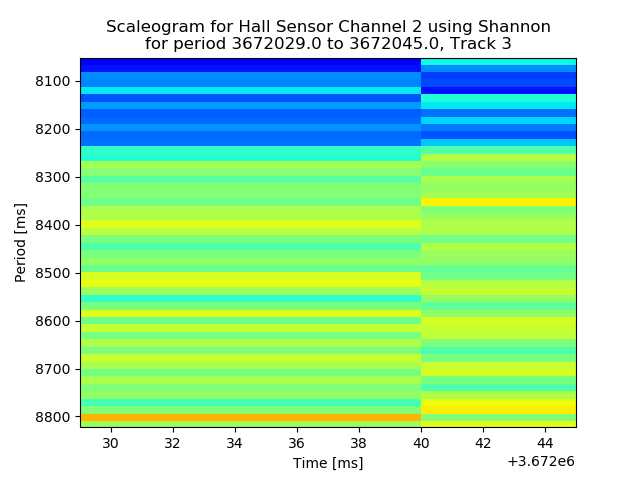 Scaleogram for Hall Sensor Channel 2 using Shannon
for period 3672029.0 to 3672045.0, Track 3
Period [ms]
8100
8200
8300
8400
8500
8600
8700
8800
30 32 34 36 38 40 42 44
Time [ms]
+3.672e6